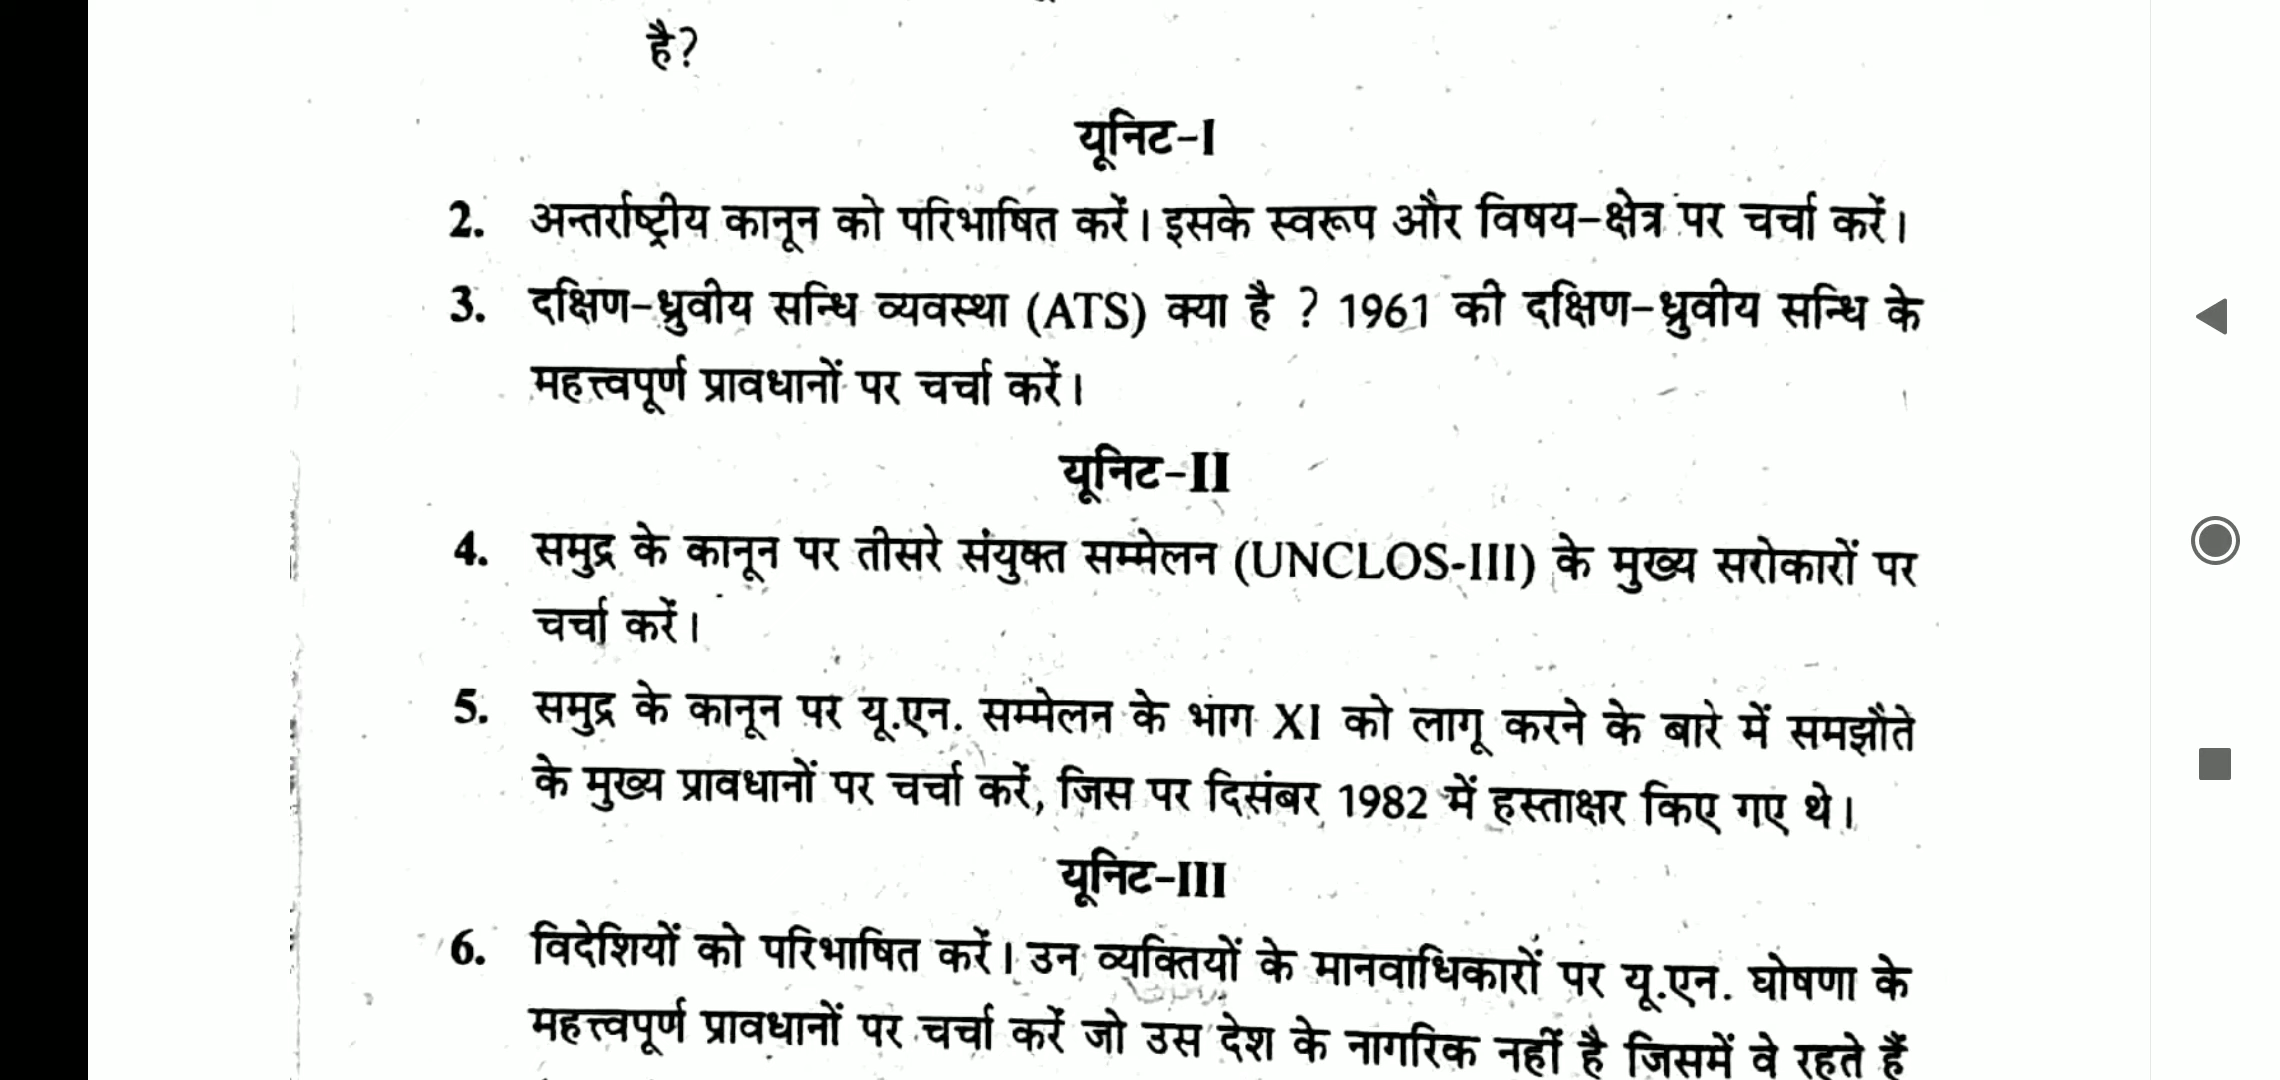 है?
यूनिट-I
2. अन्तर्राष्ट्रीय कानून को परिभाषित करें। इसके स्वरूप और विषय-क्षेत्र पर चर्चा करें।
3. दक्षिण-ध्रुवीय सन्धि व्यवस्था (ATS) क्या है ? 1961 की दक्षिण-ध्रुवीय सन्धि के
महत्त्वपूर्ण प्रावधानों पर चर्चा करें।
यूनिट-II
4. समुद्र के कानून पर तीसरे संयुक्त सम्मेलन (UNCLOS-III) के मुख्य सरोकारों पर
चर्चा करें।
5. समुद्र के कानून पर यू.एन. सम्मेलन के भाग XI को लागू करने के बारे में समझौते
के मुख्य प्रावधानों पर चर्चा करें, जिस पर दिसंबर 1982 में हस्ताक्षर किए गए थे।
यूनिट-III
6. विदेशियों को परिभाषित करें। उन व्यक्तियों के मानवाधिकारों पर यू.एन. घोषणा के
महत्त्वपूर्ण प्रावधानों पर चर्चा करें जो उस देश के नागरिक नहीं है जिसमें वे रहते हैं